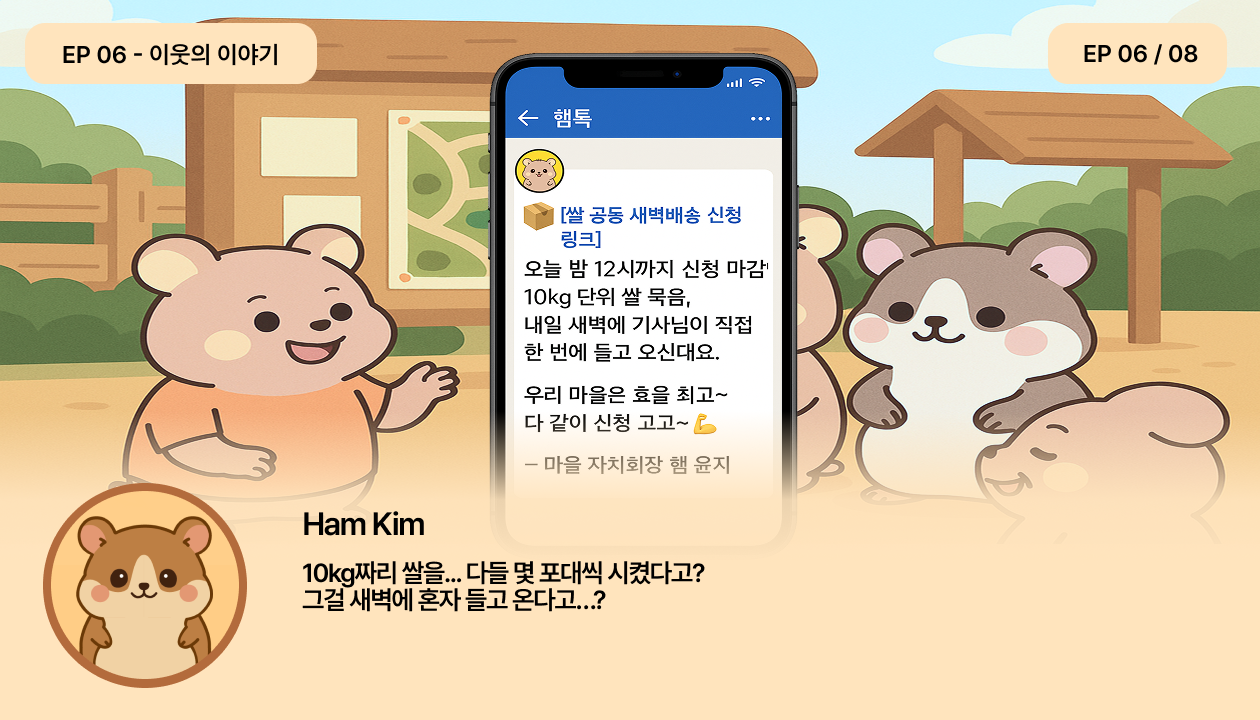 EP 06 - 이웃의 이야기
EP 06 / 08
햄톡
[쌀 공동 새벽배송 신청
링크]
오늘 밤 12시까지 신청 마감!
10kg 단위 쌀 묶음,
내일 새벽에 기사님이 직접
한 번에 들고 오신대요.
우리 마을은 효율 최고~
다 같이 신청 고고~💪
– 마을 자치회장 햄 윤지
Ham Kim
10kg짜리 쌀을... 다들 몇 포대씩 시켰다고?
그걸 새벽에 혼자 들고 온다고...?